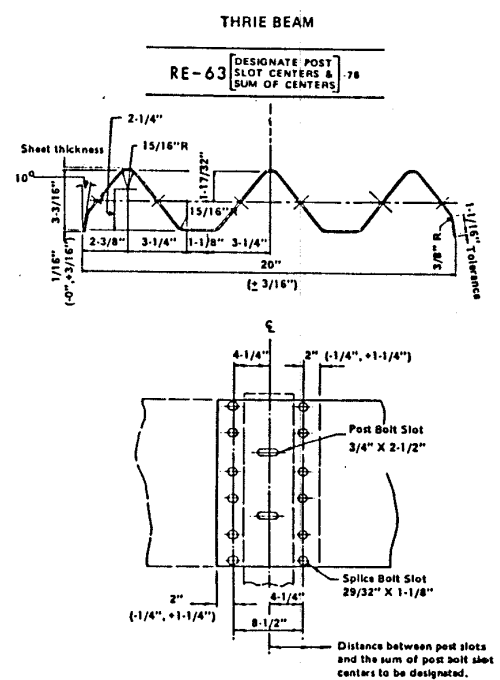 THRIE BEAM
RE-63 [DESIGNATE POST
SLOT CENTERS &
SUM OF CENTERS] -76
2-1/4"
Sheet thickness
15/16" R
10°
1-17/32"
3-3/16"
15/16" R
1-1/16"
2-3/8"
3-1/4"
1-1/8"
3-1/4"
3/8" R.
Tolerance
1/16"
(-0", +3/16")
20"
(± 3/16")
℄
4-1/4"
2" (-1/4", +1-1/4")
Post Bolt Slot
3/4" X 2-1/2"
Splice Bolt Slot
29/32" X 1-1/8"
2"
(-1/4", +1-1/4")
4-1/4"
8-1/2"
Distance between post slots
and the sum of post bolt slot
centers to be designated.